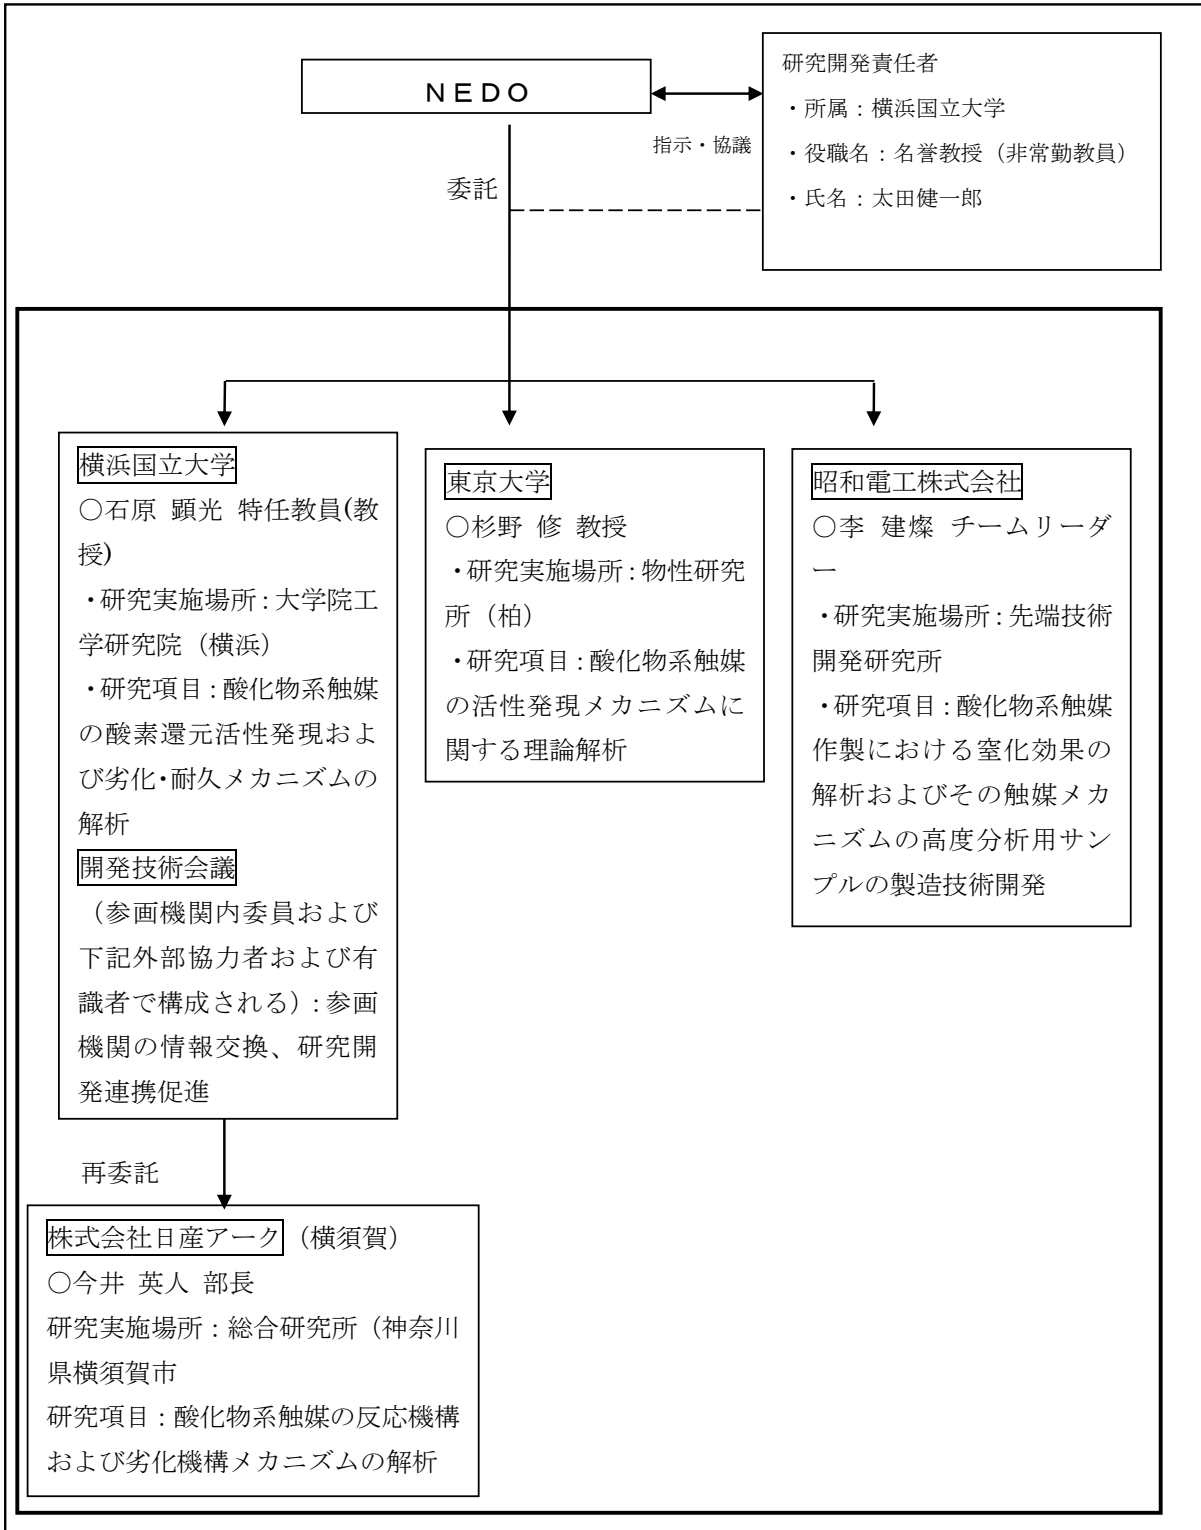 NEDO
研究開発責任者
・所属：横浜国立大学
・役職名：名誉教授（非常勤教員）
・氏名：太田健一郎
指示・協議
委託
横浜国立大学
○石原 顕光 特任教員(教
授)
・研究実施場所：大学院工
学研究院（横浜）
・研究項目：酸化物系触媒
の酸素還元活性発現およ
び劣化・耐久メカニズムの
解析
開発技術会議
（参画機関内委員および
下記外部協力者および有
識者で構成される）：参画
機関の情報交換、研究開
発連携促進
東京大学
○杉野 修 教授
・研究実施場所：物性研究
所（柏）
・研究項目：酸化物系触媒
の活性発現メカニズムに
関する理論解析
昭和電工株式会社
○李 建燦 チームリーダ
ー
・研究実施場所：先端技術
開発研究所
・研究項目：酸化物系触媒
作製における窒化効果の
解析およびその触媒メカ
ニズムの高度分析用サン
プルの製造技術開発
再委託
株式会社日産アーク（横須賀）
○今井 英人 部長
研究実施場所：総合研究所（神奈川
県横須賀市
研究項目：酸化物系触媒の反応機構
および劣化機構メカニズムの解析